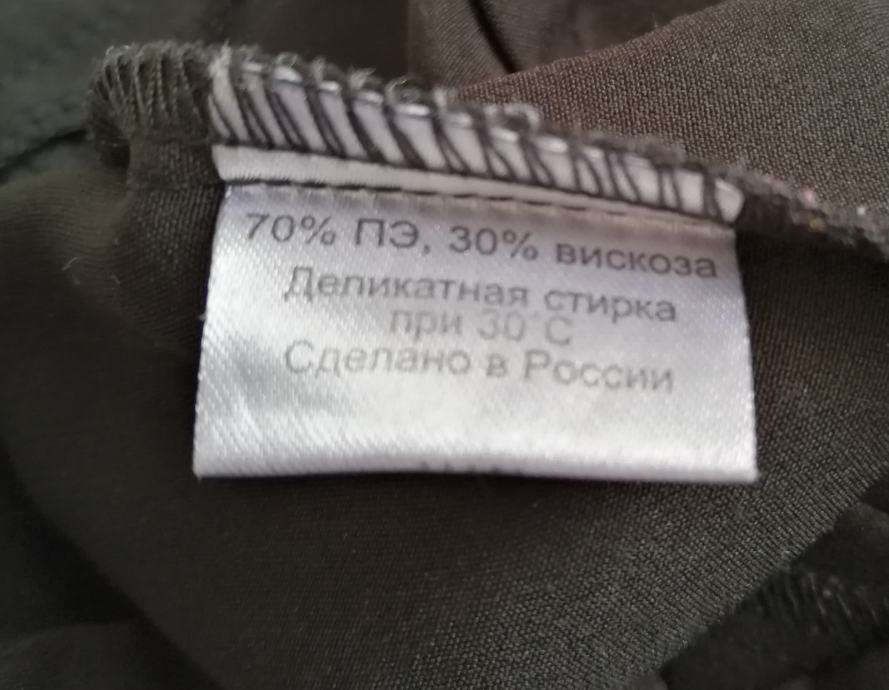 70% ПЭ, 30% вискоза
Деликатная стирка
при 30°С
Сделано в России